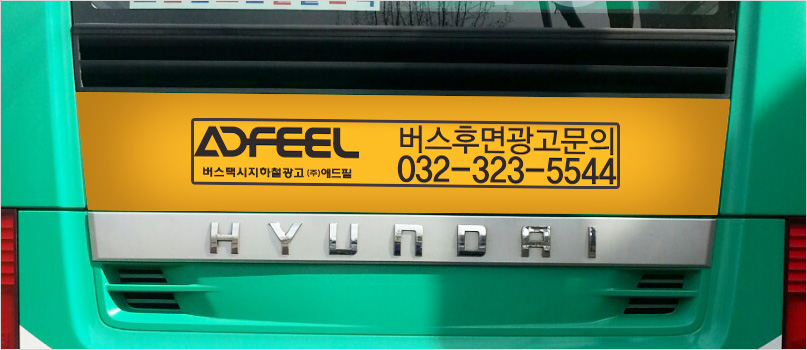 ADFEEL
버스택시지하철광고 (주)애드필
버스후면광고문의
032-323-5544
HYUNDAI